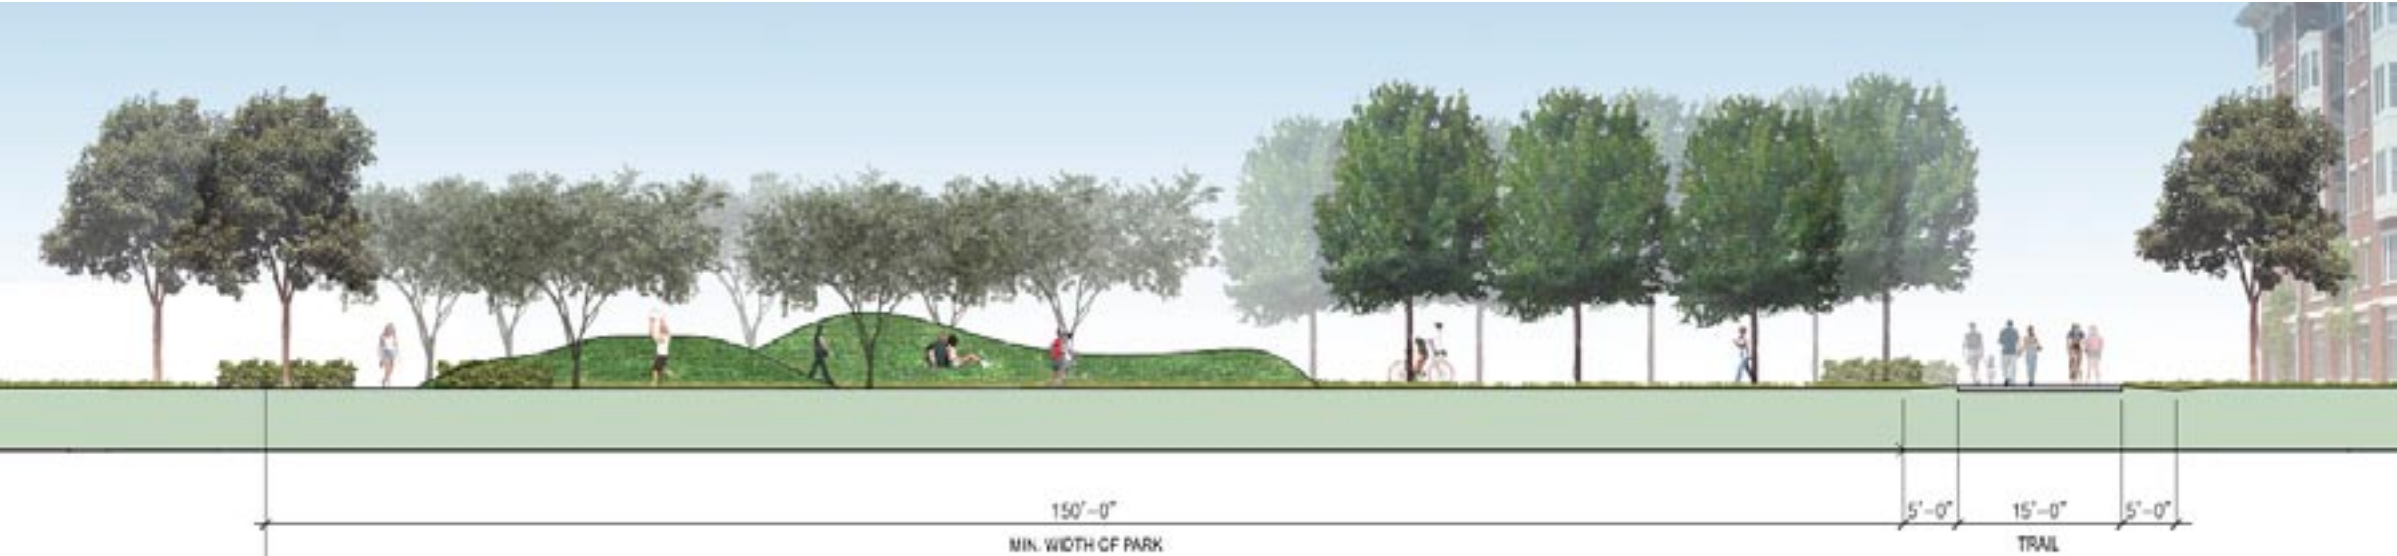 150'-0" 5'-0" 15'-0" 5'-0"
MIN. WIDTH OF PARK TRAIL